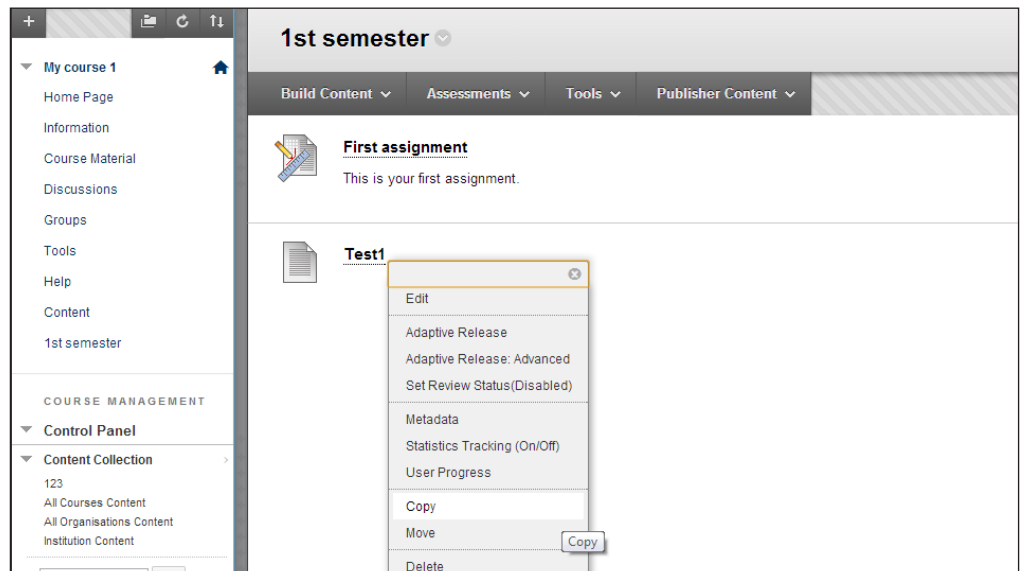 My course 1
Home Page
Information
Course Material
Discussions
Groups
Tools
Help
Content
1st semester
COURSE MANAGEMENT
Control Panel
Content Collection
123
All Courses Content
All Organisations Content
Institution Content
1st semester
Build Content Assessments Tools Publisher Content
First assignment
This is your first assignment.
Test1
Edit
Adaptive Release
Adaptive Release: Advanced
Set Review Status(Disabled)
Metadata
Statistics Tracking (On/Off)
User Progress
Copy
Move
Copy
Delete